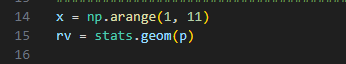 14 x = np.arange(1, 11)
15 rv = stats.geom(p)
16